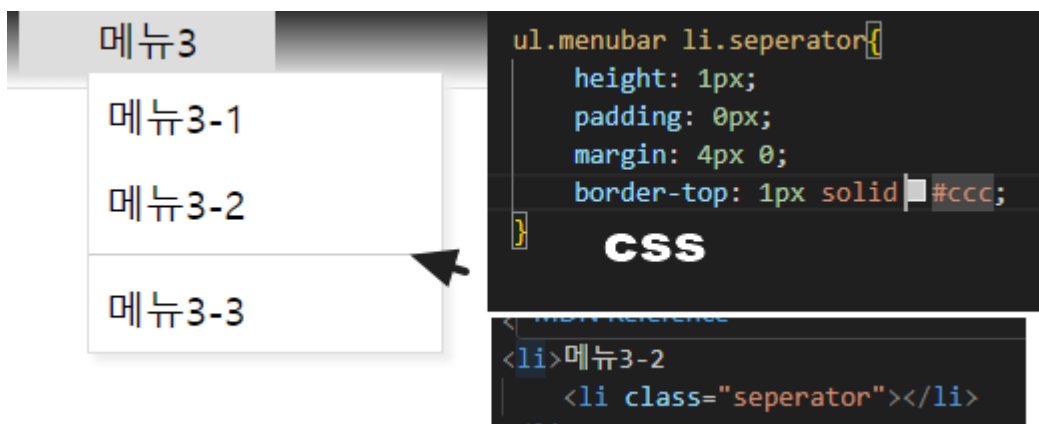 메뉴3
메뉴3-1
메뉴3-2
메뉴3-3
ul.menubar li.seperator{
height: 1px;
padding: 0px;
margin: 4px 0;
border-top: 1px solid #ccc;
}
css
<li>메뉴3-2
<li class="seperator"></li>